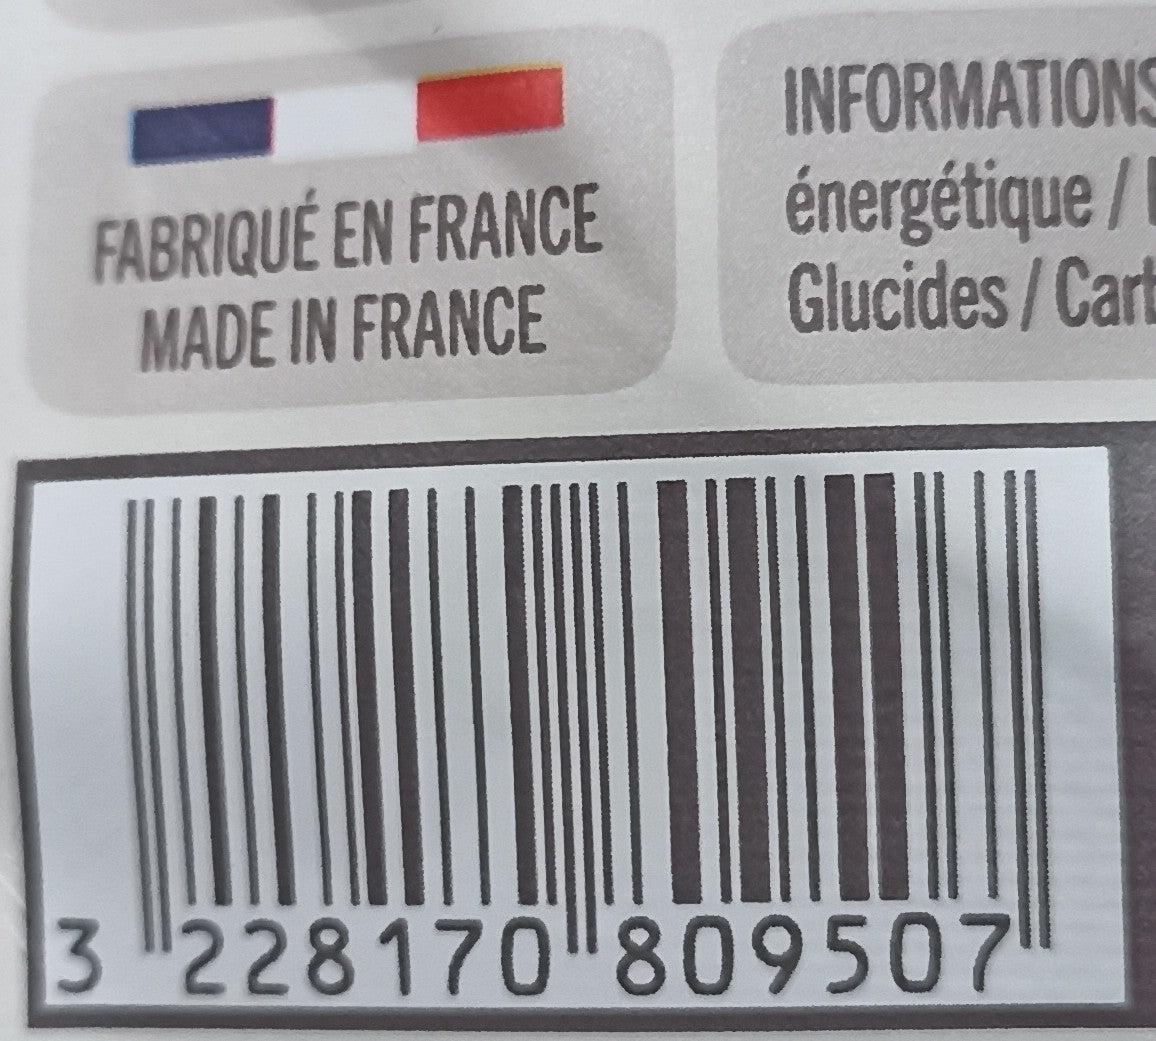 FABRIQUÉ EN FRANCE
MADE IN FRANCE
INFORMATIONS
énergétique /
Glucides / Cart
3 228170 809507